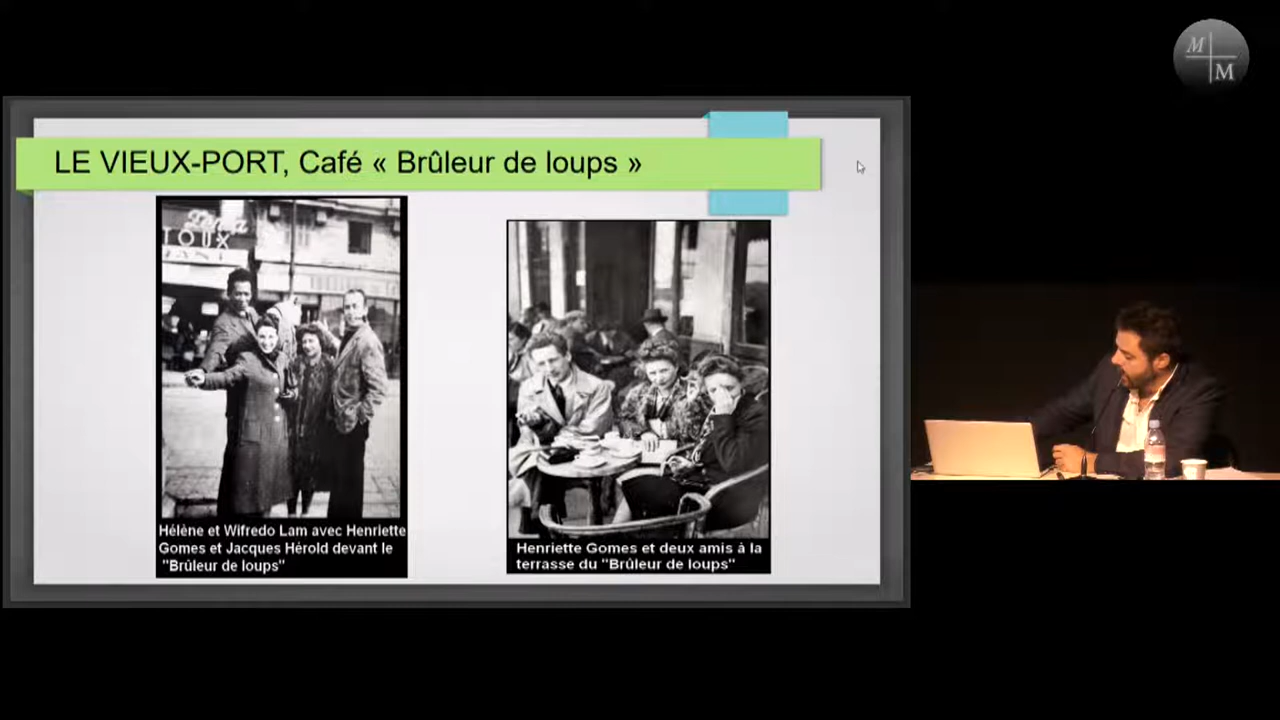 M
M
LE VIEUX-PORT, Café « Brûleur de loups »
TOUX
Hélène et Wifredo Lam avec Henriette
Gomes et Jacques Hérold devant le
"Brûleur de loups"
Henriette Gomes et deux amis à la
terrasse du "Brûleur de loups"